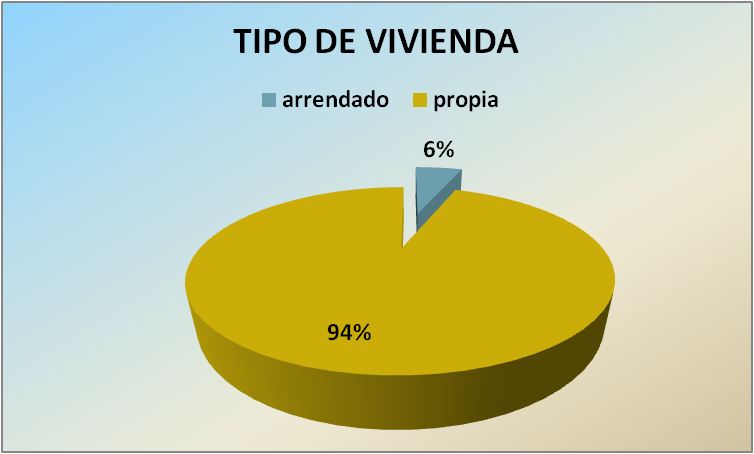 TIPO DE VIVIENDA
arrendado propia
6%
94%